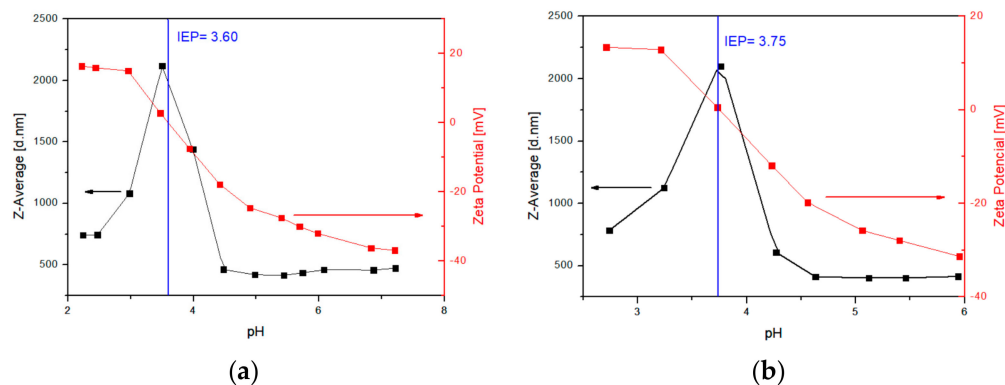 2500
2000
1500
1000
500
Z-Average [d.nm]
IEP= 3.60
20
0
-20
-40
Zeta Potential [mV]
2
4
6
8
pH
(a)
2500
2000
1500
1000
500
Z-Average [d.nm]
IEP= 3.75
20
0
-20
-40
Zeta Potencial [mV]
3
4
5
6
pH
(b)